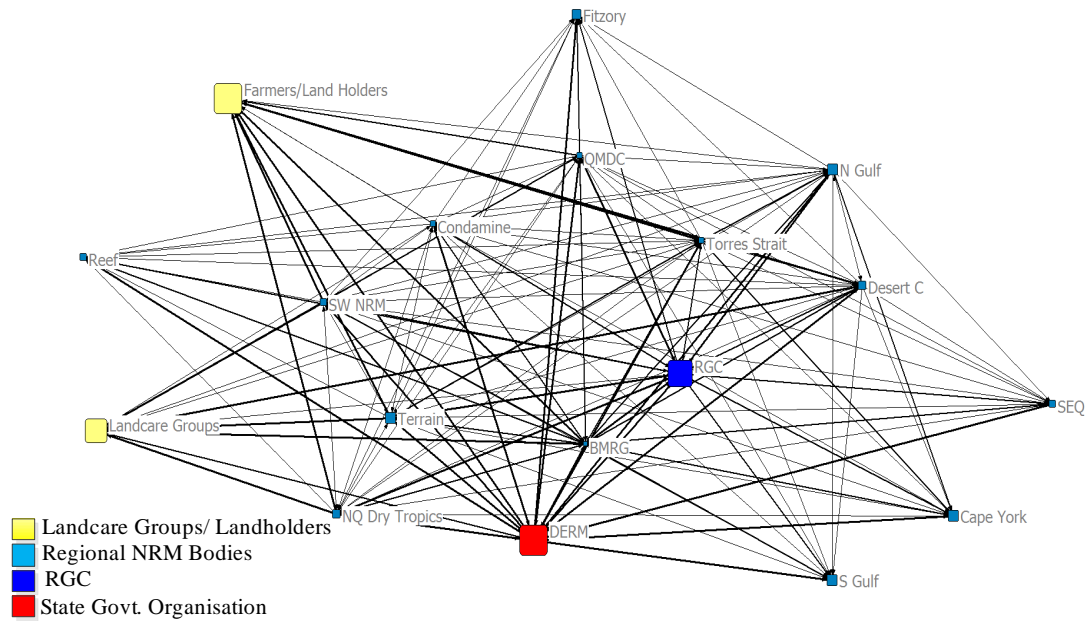 Fitzory
Farmers/Land Holders
QMDC
N Gulf
Condamine
Torres Strait
Reef
Desert C
SW NRM
RGC
SEQ
Landcare Groups
Terrain
BMRG
NQ Dry Tropics
DERM
Cape York
S Gulf
Landcare Groups/ Landholders
Regional NRM Bodies
RGC
State Govt. Organisation